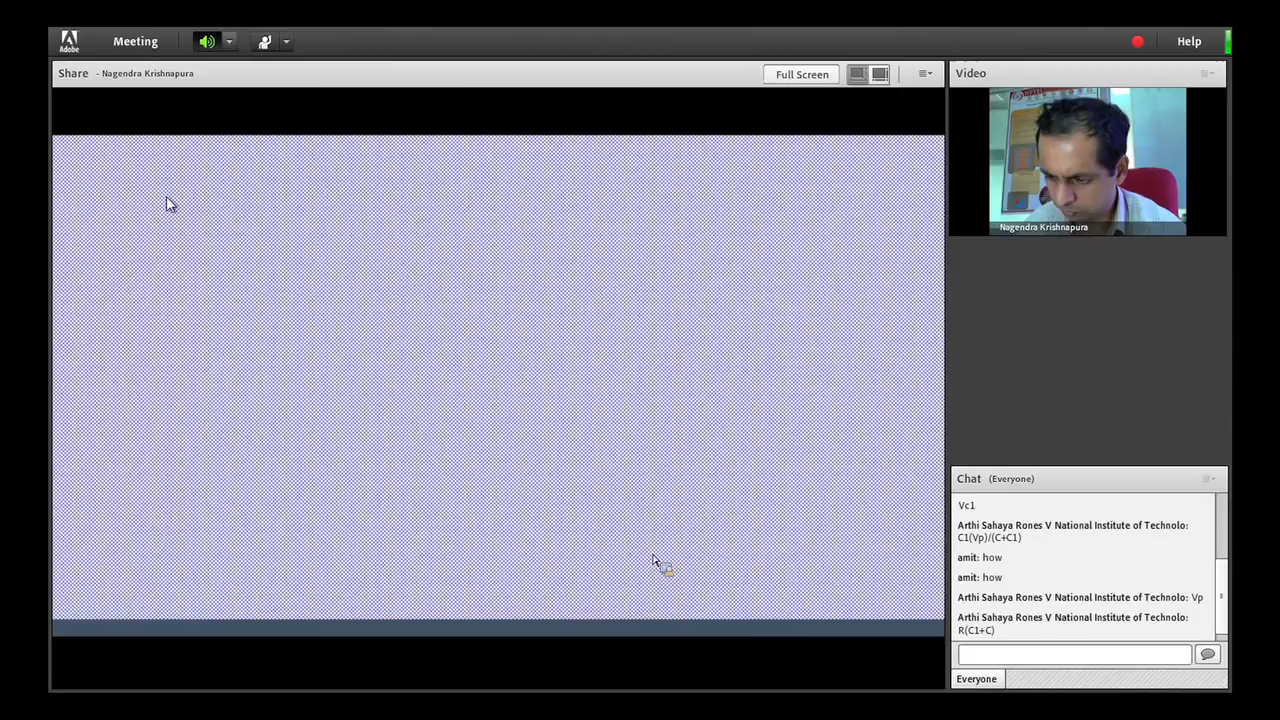 Adobe
Meeting
Help
Share - Nagendra Krishnapura
Full Screen
Video
Nagendra Krishnapura
Chat (Everyone)
Vc1
Arthi Sahaya Rones V National Institute of Technolo:
C1(Vp)/(C+C1)
amit: how
amit: how
Arthi Sahaya Rones V National Institute of Technolo: Vp
Arthi Sahaya Rones V National Institute of Technolo:
R(C1+C)
Everyone